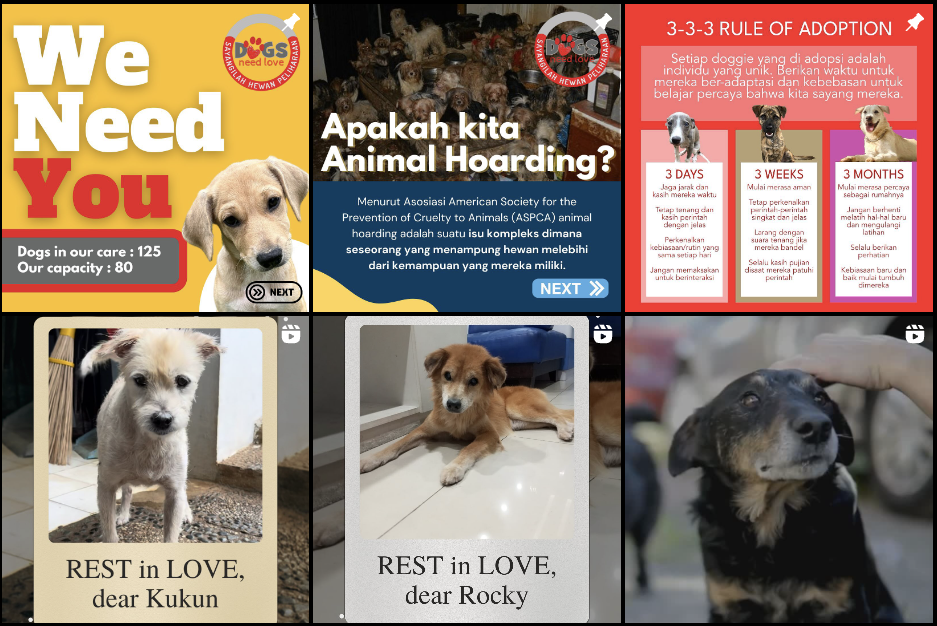 We
Need
You
DOGS
need love
SAYANGILAH HEWAN PELIHARAAN
Dogs in our care : 125
Our capacity : 80
NEXT
DOGS
need love
SAYANGILAH HEWAN PELIHARAAN
Apakah kita
Animal Hoarding?
Menurut Asosiasi American Society for the
Prevention of Cruelty to Animals (ASPCA) animal
hoarding adalah suatu isu kompleks dimana
seseorang yang menampung hewan melebihi
dari kemampuan yang mereka miliki.
NEXT
3-3-3 RULE OF ADOPTION
Setiap doggie yang di adopsi adalah
individu yang unik. Berikan waktu untuk
mereka ber-adaptasi dan kebebasan untuk
belajar percaya bahwa kita sayang mereka.
3 DAYS
Jaga jarak dan
kasih mereka waktu
Tetap tenang dan
kasih perintah
dengan jelas
Perkenalkan
kebiasaan/rutin yang
sama setiap hari
Jangan memaksakan
untuk berinteraksi
3 WEEKS
Mulai merasa aman
Tetap perkenalkan
perintah-perintah
singkat dan jelas
Larang dengan
suara tenang jika
mereka bandel
Selalu kasih pujian
disaat mereka patuhi
perintah
3 MONTHS
Mulai merasa percaya
sebagai rumahnya
Jangan berhenti
melatih hal-hal baru
dan mengulangi
latihan
Selalu berikan
perhatian
Kebiasaan baru dan
baik mulai tumbuh
dimereka
REST in LOVE,
dear Kukun
REST in LOVE,
dear Rocky